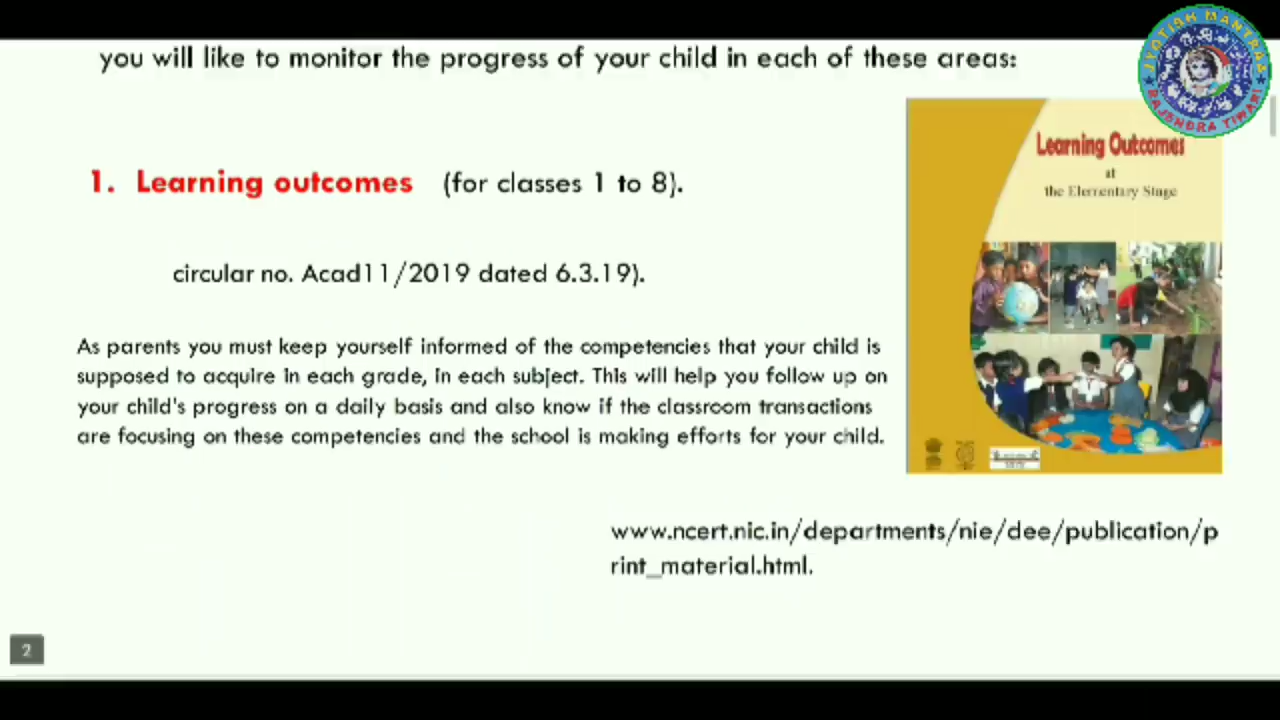 you will like to monitor the progress of your child in each of these areas:
JYOTISH MANTRAS
RAJENDRA TIWARI
Learning Outcomes
at
the Elementary Stage
1. Learning outcomes (for classes 1 to 8).
circular no. Acad11/2019 dated 6.3.19).
As parents you must keep yourself informed of the competencies that your child is
supposed to acquire in each grade, in each subject. This will help you follow up on
your child's progress on a daily basis and also know if the classroom transactions
are focusing on these competencies and the school is making efforts for your child.
www.ncert.nic.in/departments/nie/dee/publication/p
rint_material.html.
2